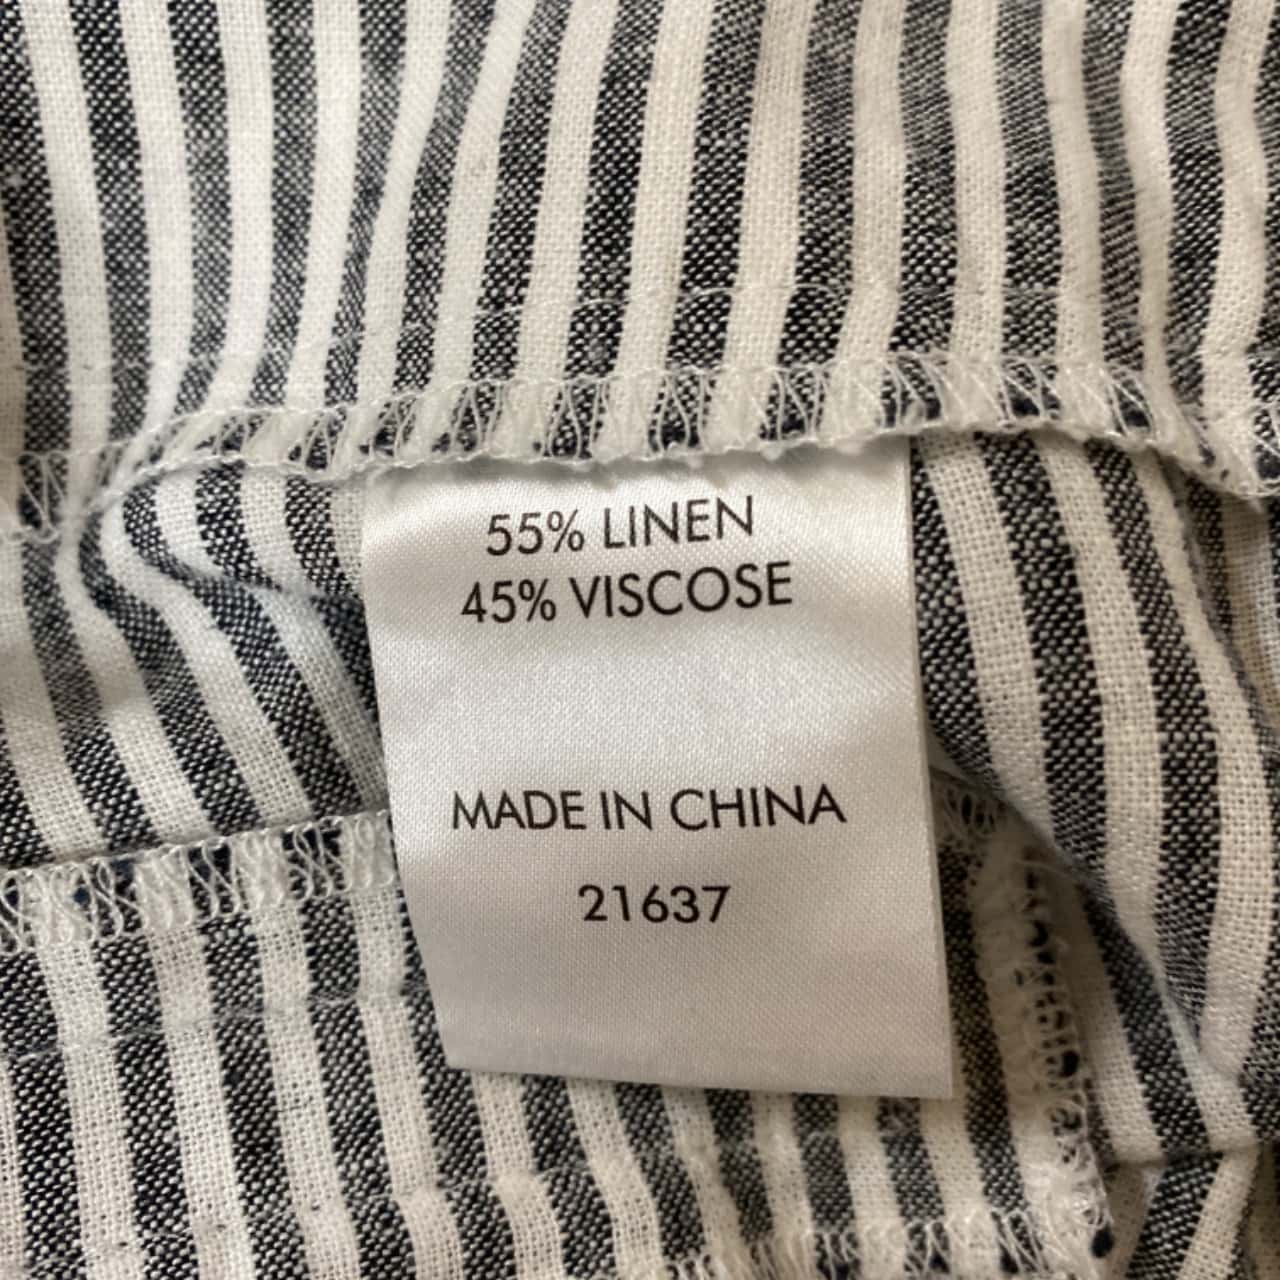 55% LINEN
45% VISCOSE
MADE IN CHINA
21637